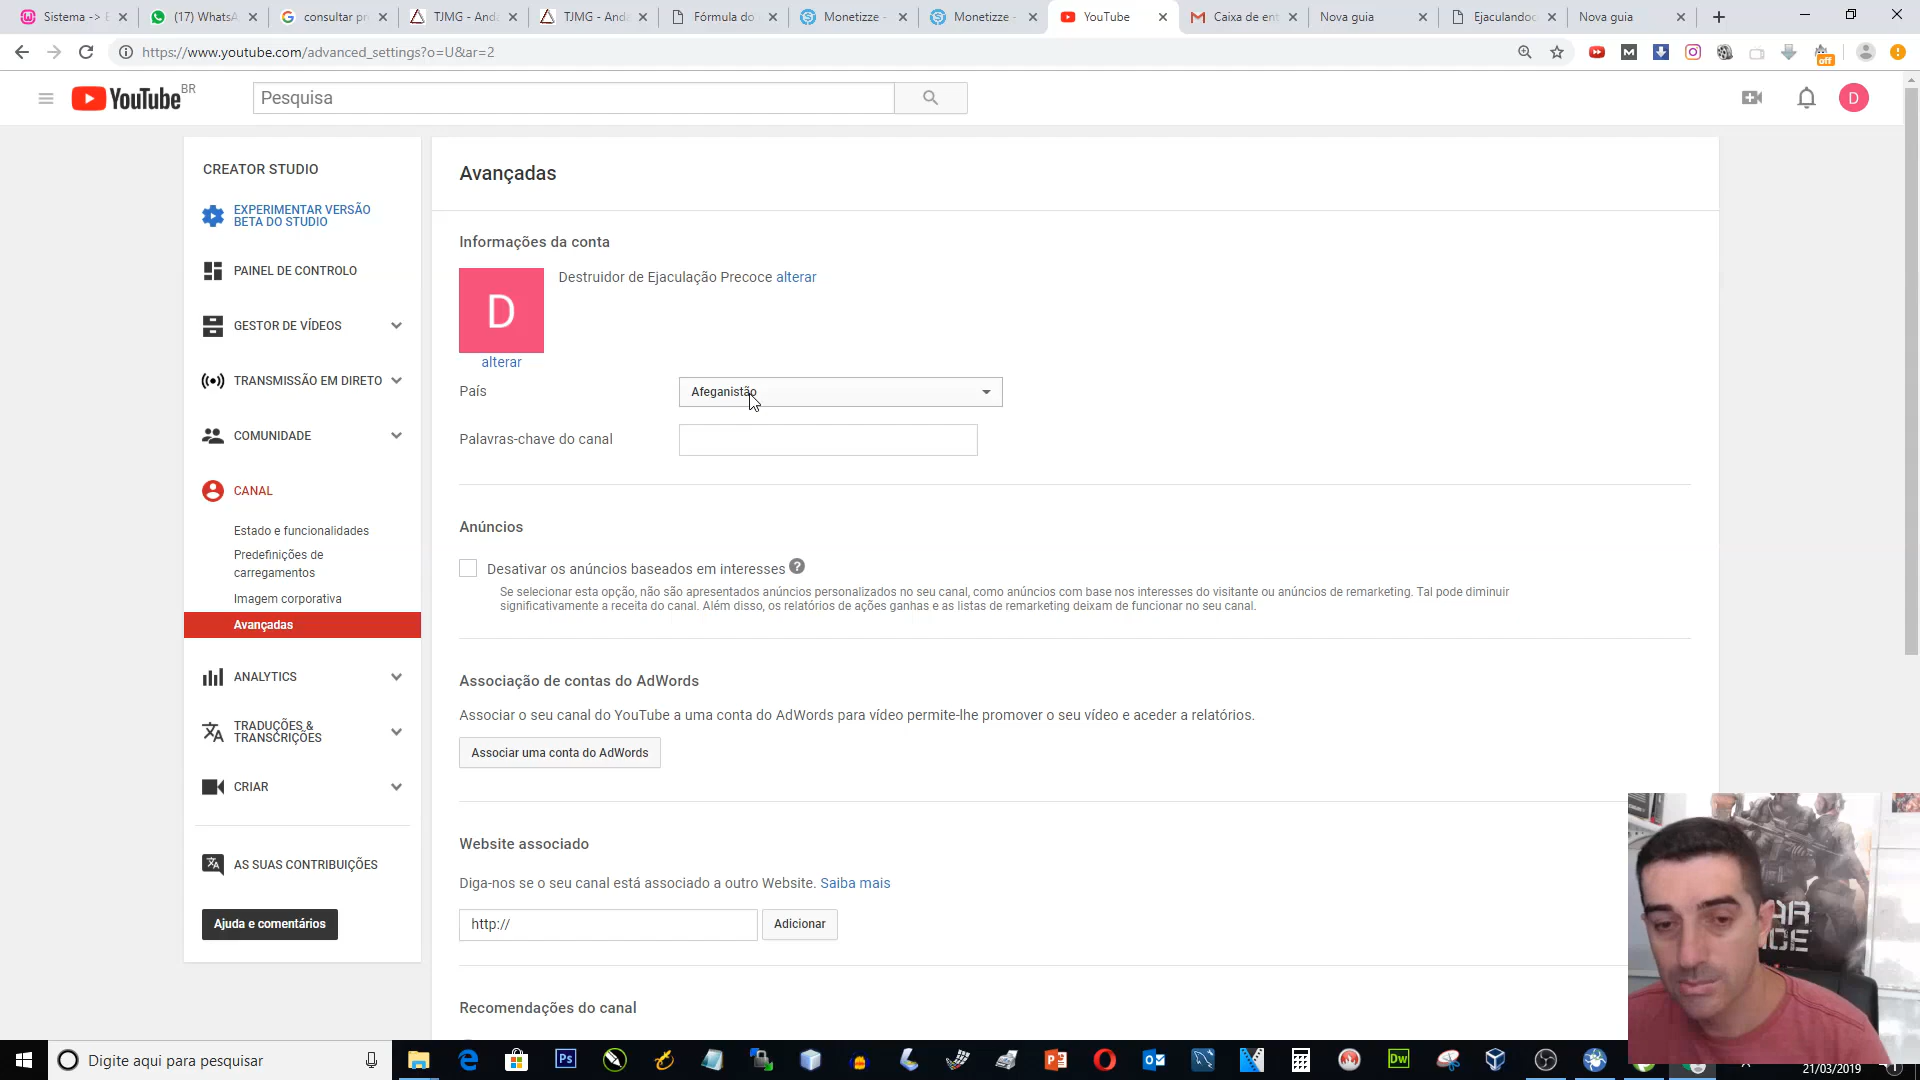 Sistema -> E
(17) WhatsA
consultar pr
TJMG - Anda
TJMG - Anda
Fórmula do
Monetizze -
Monetizze -
YouTube
Caixa de ent
Nova guia
Ejaculandoc
Nova guia
https://www.youtube.com/advanced_settings?o=U&ar=2
off
YouTube BR
Pesquisa
D
CREATOR STUDIO
EXPERIMENTAR VERSÃO
BETA DO STUDIO
PAINEL DE CONTROLO
GESTOR DE VÍDEOS
TRANSMISSÃO EM DIRETO
COMUNIDADE
CANAL
Estado e funcionalidades
Predefinições de
carregamentos
Imagem corporativa
Avançadas
ANALYTICS
TRADUÇÕES &
TRANSCRIÇÕES
CRIAR
AS SUAS CONTRIBUIÇÕES
Ajuda e comentários
Avançadas
Informações da conta
D
Destruidor de Ejaculação Precoce alterar
alterar
País
Afeganistão
Palavras-chave do canal
Anúncios
Desativar os anúncios baseados em interesses
Se selecionar esta opção, não são apresentados anúncios personalizados no seu canal, como anúncios com base nos interesses do visitante ou anúncios de remarketing. Tal pode diminuir
significativamente a receita do canal. Além disso, os relatórios de ações ganhas e as listas de remarketing deixam de funcionar no seu canal.
Associação de contas do AdWords
Associar o seu canal do YouTube a uma conta do AdWords para vídeo permite-lhe promover o seu vídeo e aceder a relatórios.
Associar uma conta do AdWords
Website associado
Diga-nos se o seu canal está associado a outro Website. Saiba mais
http://
Adicionar
Recomendações do canal
Digite aqui para pesquisar
Ps
Dw
21/03/2019